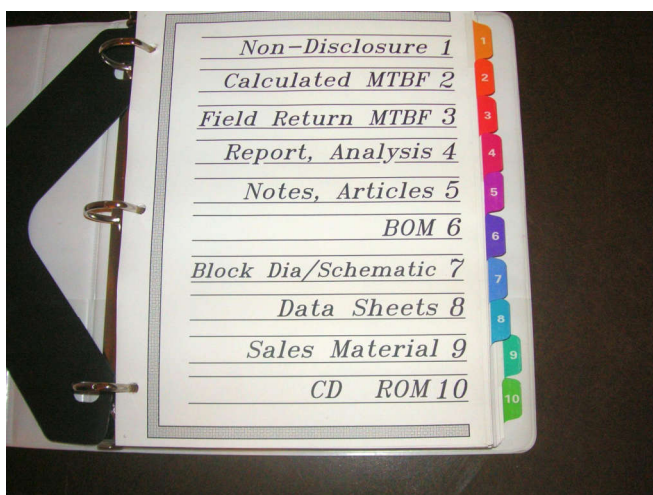 Non-Disclosure 1
Calculated MTBF 2
Field Return MTBF 3
Report, Analysis 4
Notes, Articles 5
BOM 6
Block Dia/Schematic 7
Data Sheets 8
Sales Material 9
CD ROM 10
1
2
3
4
5
6
7
8
9
10